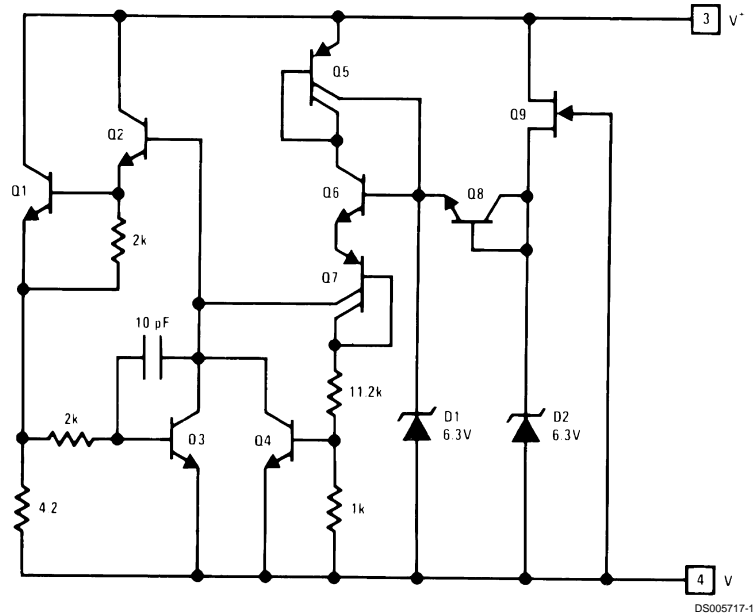 3 V+
Q5
Q2
Q9
Q1
Q6
Q8
2k
Q7
10 pF
11.2k
D1
6.3V
D2
6.3V
2k
Q3
Q4
4 2
1k
4 V
DS005717-1